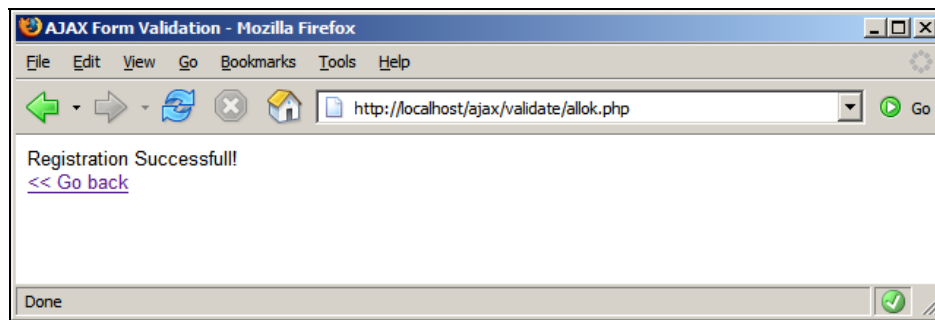 AJAX Form Validation - Mozilla Firefox
File Edit View Go Bookmarks Tools Help
http://localhost/ajax/validate/allok.php Go
Registration Successfull!
<< Go back
Done